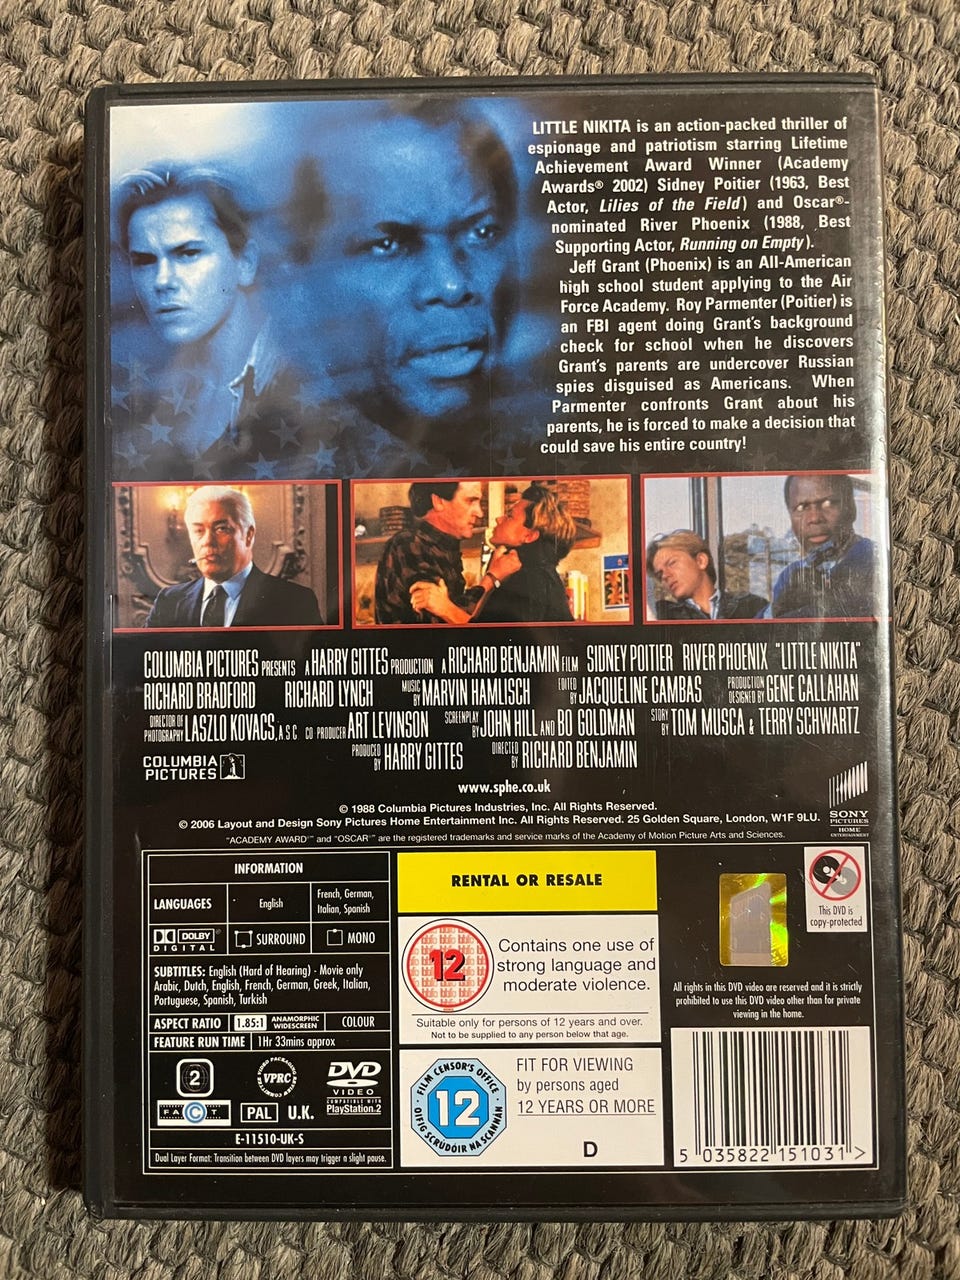 LITTLE NIKITA is an action-packed thriller of
espionage and patriotism starring Lifetime
Achievement Award Winner (Academy
Awards® 2002) Sidney Poitier (1963, Best
Actor, Lilies of the Field) and Oscar®-
nominated River Phoenix (1988, Best
Supporting Actor, Running on Empty).
Jeff Grant (Phoenix) is an All-American
high school student applying to the Air
Force Academy. Roy Parmenter (Poitier) is
an FBI agent doing Grant's background
check for school when he discovers
Grant's parents are undercover Russian
spies disguised as Americans. When
Parmenter confronts Grant about his
parents, he is forced to make a decision that
could save his entire country!
COLUMBIA PICTURES PRESENTS A HARRY GITTES PRODUCTION A RICHARD BENJAMIN FILM SIDNEY POITIER RIVER PHOENIX "LITTLE NIKITA"
RICHARD BRADFORD RICHARD LYNCH MUSIC BY MARVIN HAMLISCH EDITED BY JACQUELINE CAMBAS PRODUCTION DESIGNED BY GENE CALLAHAN
DIRECTOR OF PHOTOGRAPHY LASZLO KOVACS, A S C CO PRODUCER ART LEVINSON SCREENPLAY BY JOHN HILL AND BO GOLDMAN STORY BY TOM MUSCA & TERRY SCHWARTZ
PRODUCED BY HARRY GITTES DIRECTED BY RICHARD BENJAMIN
COLUMBIA
PICTURES
www.sphe.co.uk
© 1988 Columbia Pictures Industries, Inc. All Rights Reserved.
© 2006 Layout and Design Sony Pictures Home Entertainment Inc. All Rights Reserved. 25 Golden Square, London, W1F 9LU.
"ACADEMY AWARD" and "OSCAR" are the registered trademarks and service marks of the Academy of Motion Picture Arts and Sciences.
SONY
PICTURES
HOME
ENTERTAINMENT
INFORMATION
LANGUAGES English French, German,
Italian, Spanish
DOLBY
DIGITAL SURROUND MONO
SUBTITLES: English (Hard of Hearing) - Movie only
Arabic, Dutch, English, French, German, Greek, Italian,
Portuguese, Spanish, Turkish
ASPECT RATIO 1.85:1 ANAMORPHIC WIDESCREEN COLOUR
FEATURE RUN TIME 1Hr 33mins approx
2
VIDEO PACKAGING REVIEW COMMITTEE
VPRC
DVD
VIDEO
COMPATIBLE WITH
PlayStation.2
FACT
PAL U.K.
E-11510-UK-S
Dual Layer Format: Transition between DVD layers may trigger a slight pause.
RENTAL OR RESALE
12
Contains one use of
strong language and
moderate violence.
Suitable only for persons of 12 years and over.
Not to be supplied to any person below that age.
FILM CENSOR'S OFFICE
12
OIFIG SCRÚDÓIR NA SCANNÁN
FIT FOR VIEWING
by persons aged
12 YEARS OR MORE
D
This DVD is
copy-protected
All rights in this DVD video are reserved and it is strictly
prohibited to use this DVD video other than for private
viewing in the home.
5 035822 151031 >